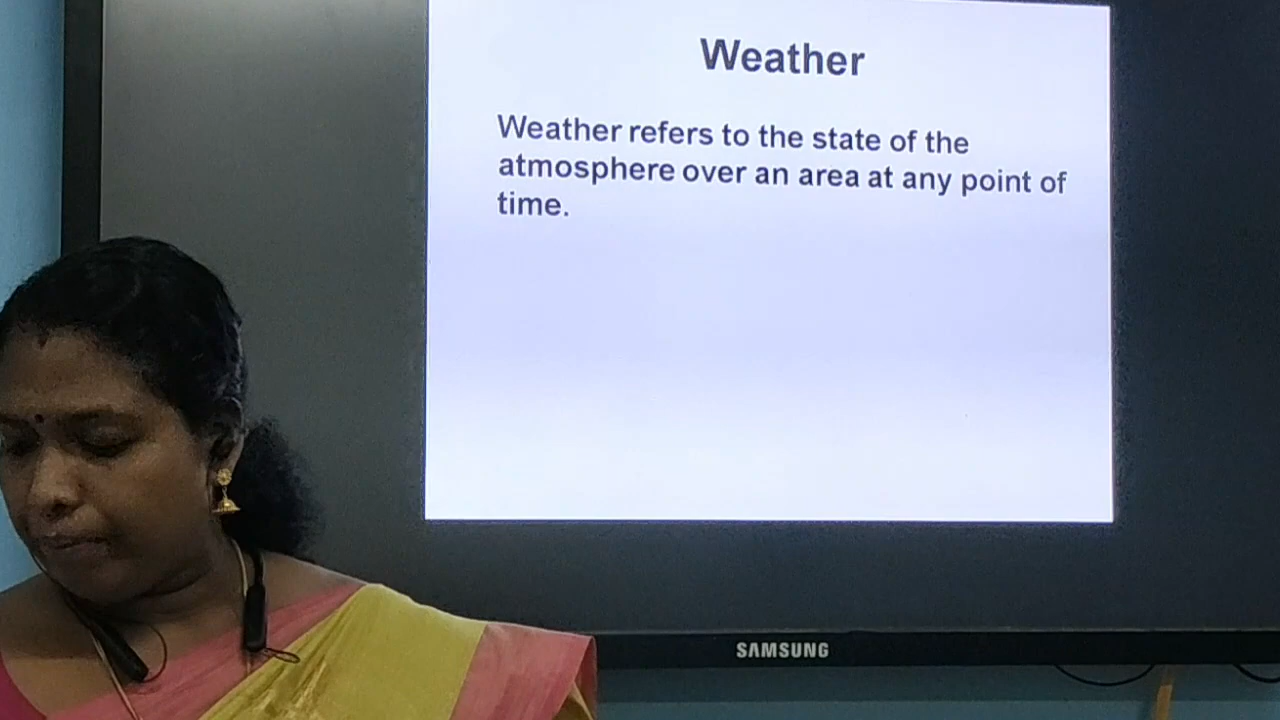 Weather
Weather refers to the state of the
atmosphere over an area at any point of
time.
SAMSUNG